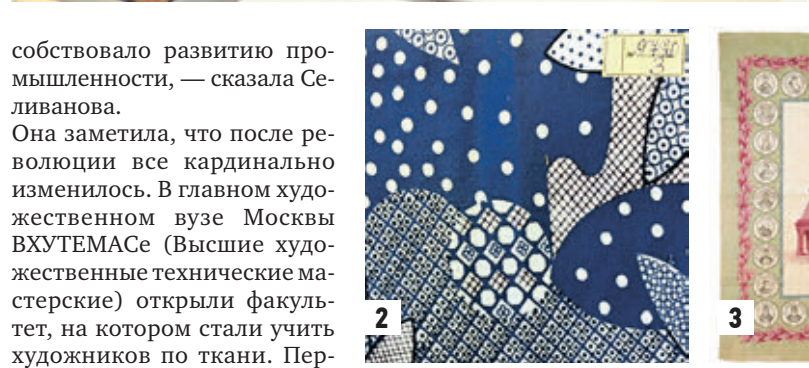 собствовало развитию про-
мышленности, — сказала Се-
ливанова.
Она заметила, что после ре-
волюции все кардинально
изменилось. В главном худо-
жественном вузе Москвы
ВХУТЕМАСе (Высшие худо-
жественные технические ма-
стерские) открыли факуль-
тет, на котором стали учить
художников по ткани. Пер-
2
3